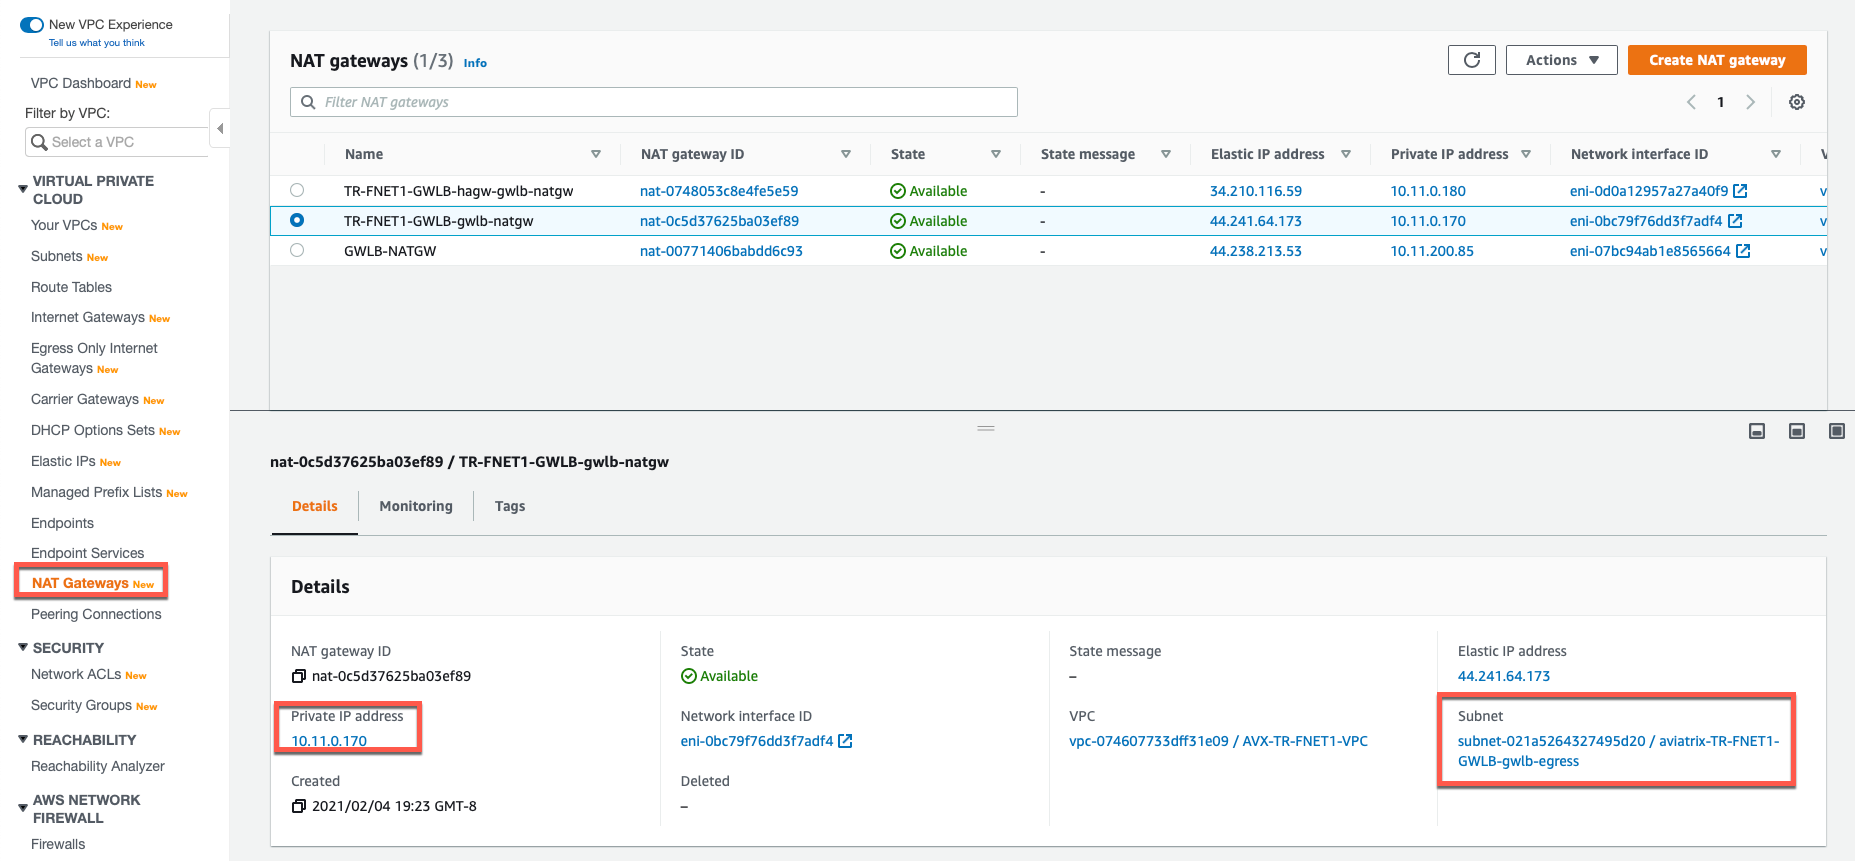 New VPC Experience
Tell us what you think
VPC Dashboard New
Filter by VPC:
Select a VPC
VIRTUAL PRIVATE
CLOUD
Your VPCs New
Subnets New
Route Tables
Internet Gateways New
Egress Only Internet
Gateways New
Carrier Gateways New
DHCP Options Sets New
Elastic IPs New
Managed Prefix Lists New
Endpoints
Endpoint Services
NAT Gateways New
Peering Connections
SECURITY
Network ACLs New
Security Groups New
REACHABILITY
Reachability Analyzer
AWS NETWORK
FIREWALL
Firewalls
NAT gateways (1/3) Info
Actions
Create NAT gateway
Filter NAT gateways
1
Name NAT gateway ID State State message Elastic IP address Private IP address Network interface ID V
TR-FNET1-GWLB-hagw-gwlb-natgw nat-0748053c8e4fe5e59 Available - 34.210.116.59 10.11.0.180 eni-0d0a12957a27a40f9 v
TR-FNET1-GWLB-gwlb-natgw nat-0c5d37625ba03ef89 Available - 44.241.64.173 10.11.0.170 eni-0bc79f76dd3f7adf4 v
GWLB-NATGW nat-00771406babdd6c93 Available - 44.238.213.53 10.11.200.85 eni-07bc94ab1e8565664 v
nat-0c5d37625ba03ef89 / TR-FNET1-GWLB-gwlb-natgw
Details Monitoring Tags
Details
NAT gateway ID
nat-0c5d37625ba03ef89
Private IP address
10.11.0.170
Created
2021/02/04 19:23 GMT-8
State
Available
Network interface ID
eni-0bc79f76dd3f7adf4
Deleted
–
State message
–
VPC
vpc-074607733dff31e09 / AVX-TR-FNET1-VPC
Elastic IP address
44.241.64.173
Subnet
subnet-021a5264327495d20 / aviatrix-TR-FNET1-
GWLB-gwlb-egress